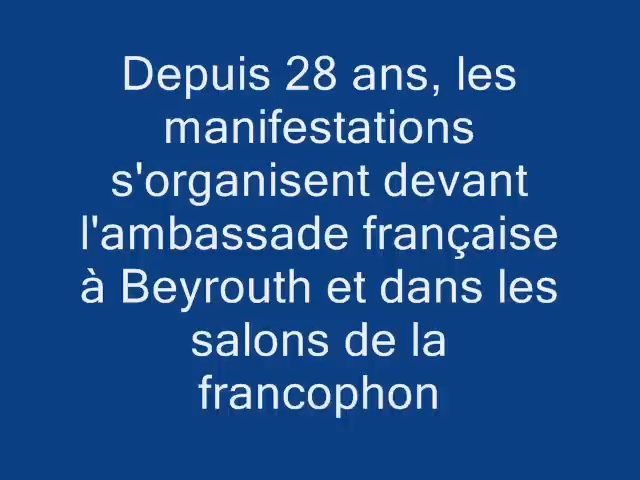 Depuis 28 ans, les
manifestations
s'organisent devant
l'ambassade française
à Beyrouth et dans les
salons de la
francophon